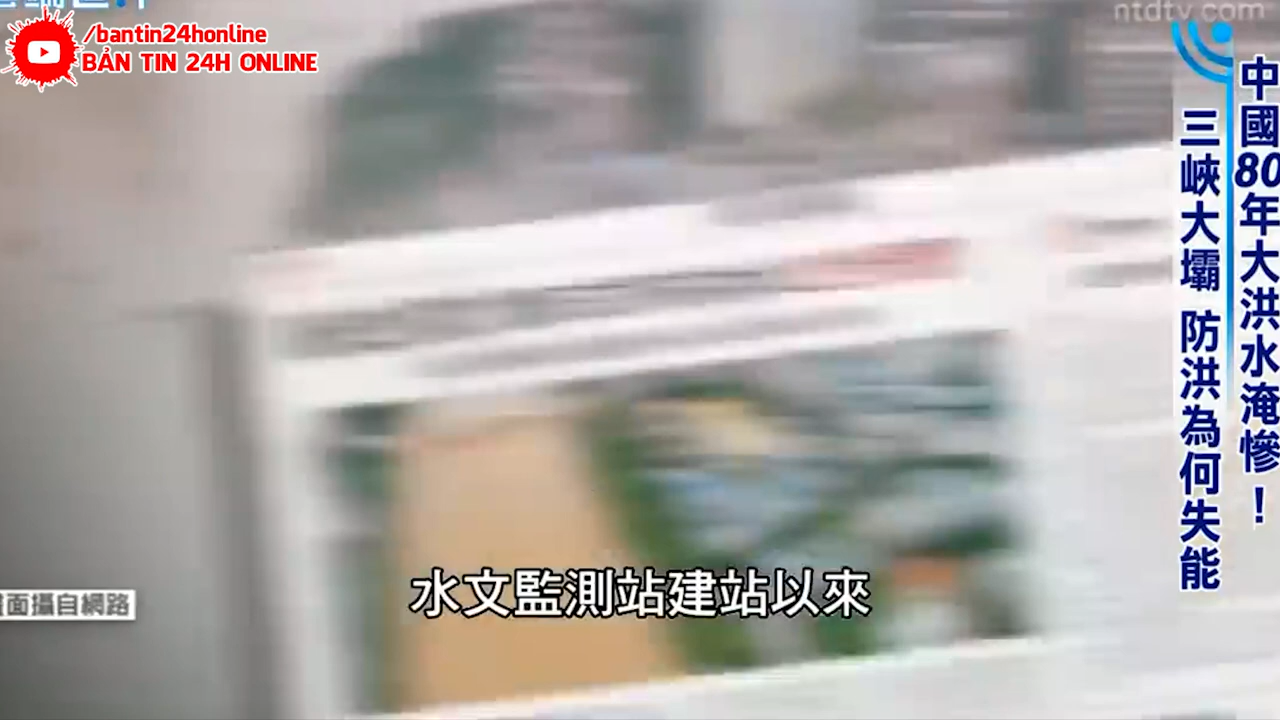 /bantin24honline
BẢN TIN 24H ONLINE
ntdtv.com
中國80年大洪水淹慘！
三峽大壩 防洪為何失能
水文監測站建站以來
面攝自網路